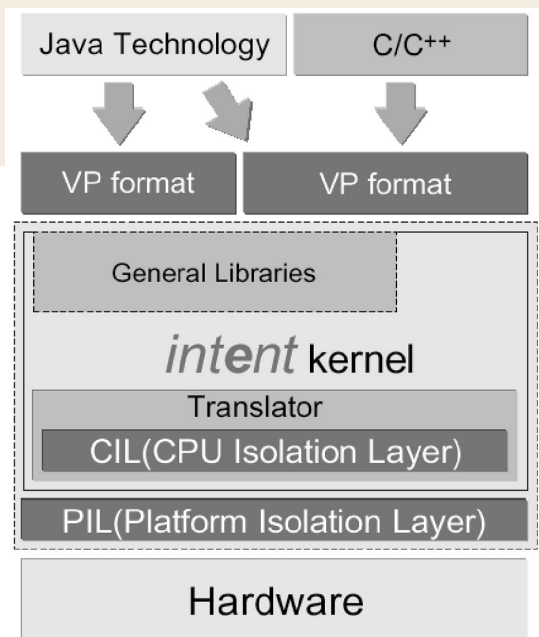 Java Technology
C/C++
VP format
VP format
General Libraries
intent kernel
Translator
CIL(CPU Isolation Layer)
PIL(Platform Isolation Layer)
Hardware